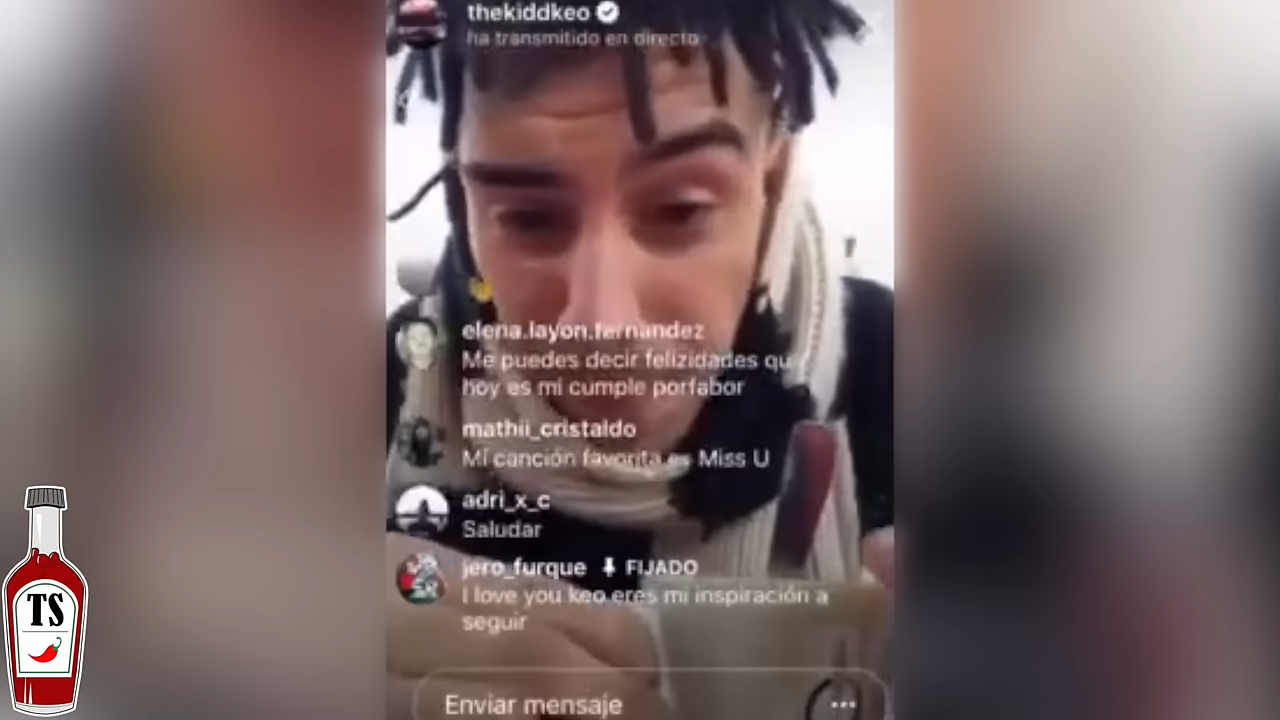 thekiddkeo
ha transmitido en directo
elena.layon.fernandez
Me puedes decir felizidades qu
hoy es mi cumple porfabor
mathii_cristaldo
Mi canción favorita es Miss U
adri_x_c
Saludar
jero_furque FIJADO
I love you keo eres mi inspiración a
seguir
Enviar mensaje
TS